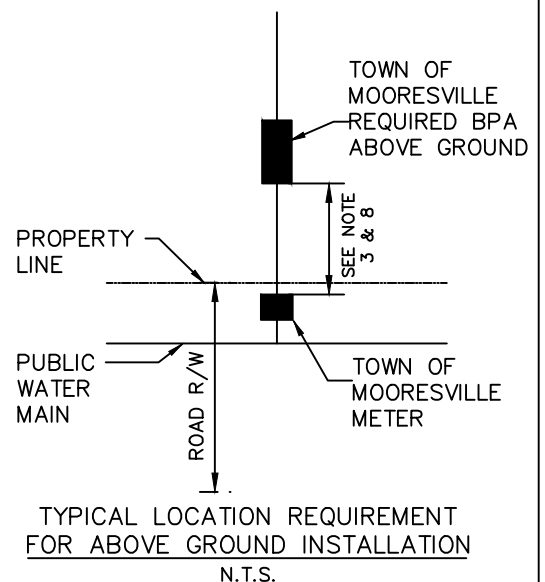 TOWN OF
MOORESVILLE
REQUIRED BPA
ABOVE GROUND
SEE NOTE
3 & 8
PROPERTY
LINE
PUBLIC
WATER
MAIN
ROAD R/W
TOWN OF
MOORESVILLE
METER
TYPICAL LOCATION REQUIREMENT
FOR ABOVE GROUND INSTALLATION
N.T.S.